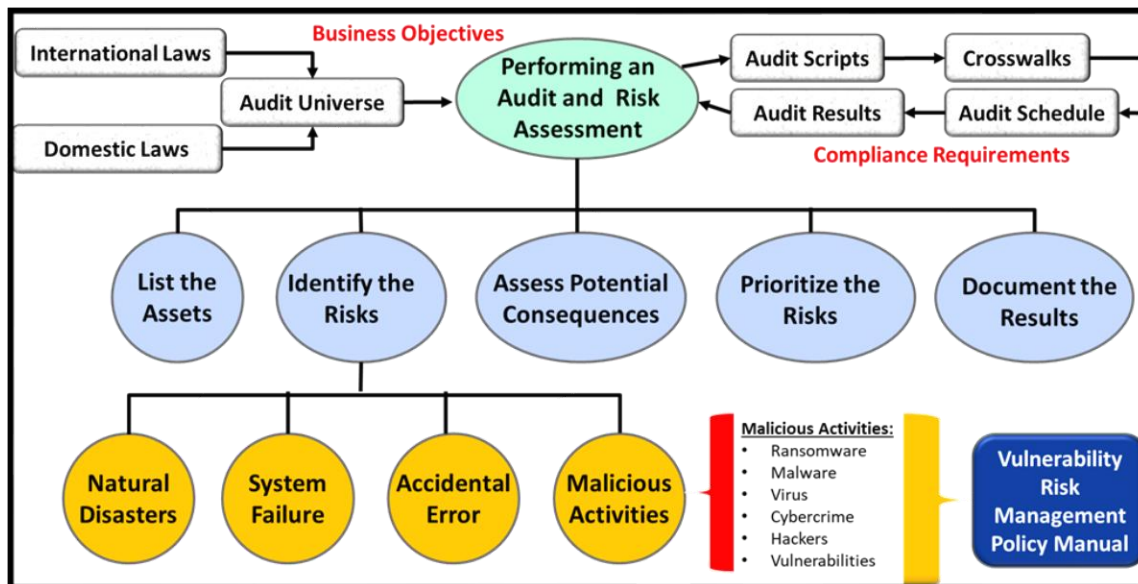 Business Objectives
International Laws
Audit Universe
Domestic Laws
Performing an
Audit and Risk
Assessment
Audit Scripts
Crosswalks
Audit Results
Audit Schedule
Compliance Requirements
List the
Assets
Identify the
Risks
Assess Potential
Consequences
Prioritize the
Risks
Document the
Results
Natural
Disasters
System
Failure
Accidental
Error
Malicious
Activities
Malicious Activities:
• Ransomware
• Malware
• Virus
• Cybercrime
• Hackers
• Vulnerabilities
Vulnerability
Risk
Management
Policy Manual